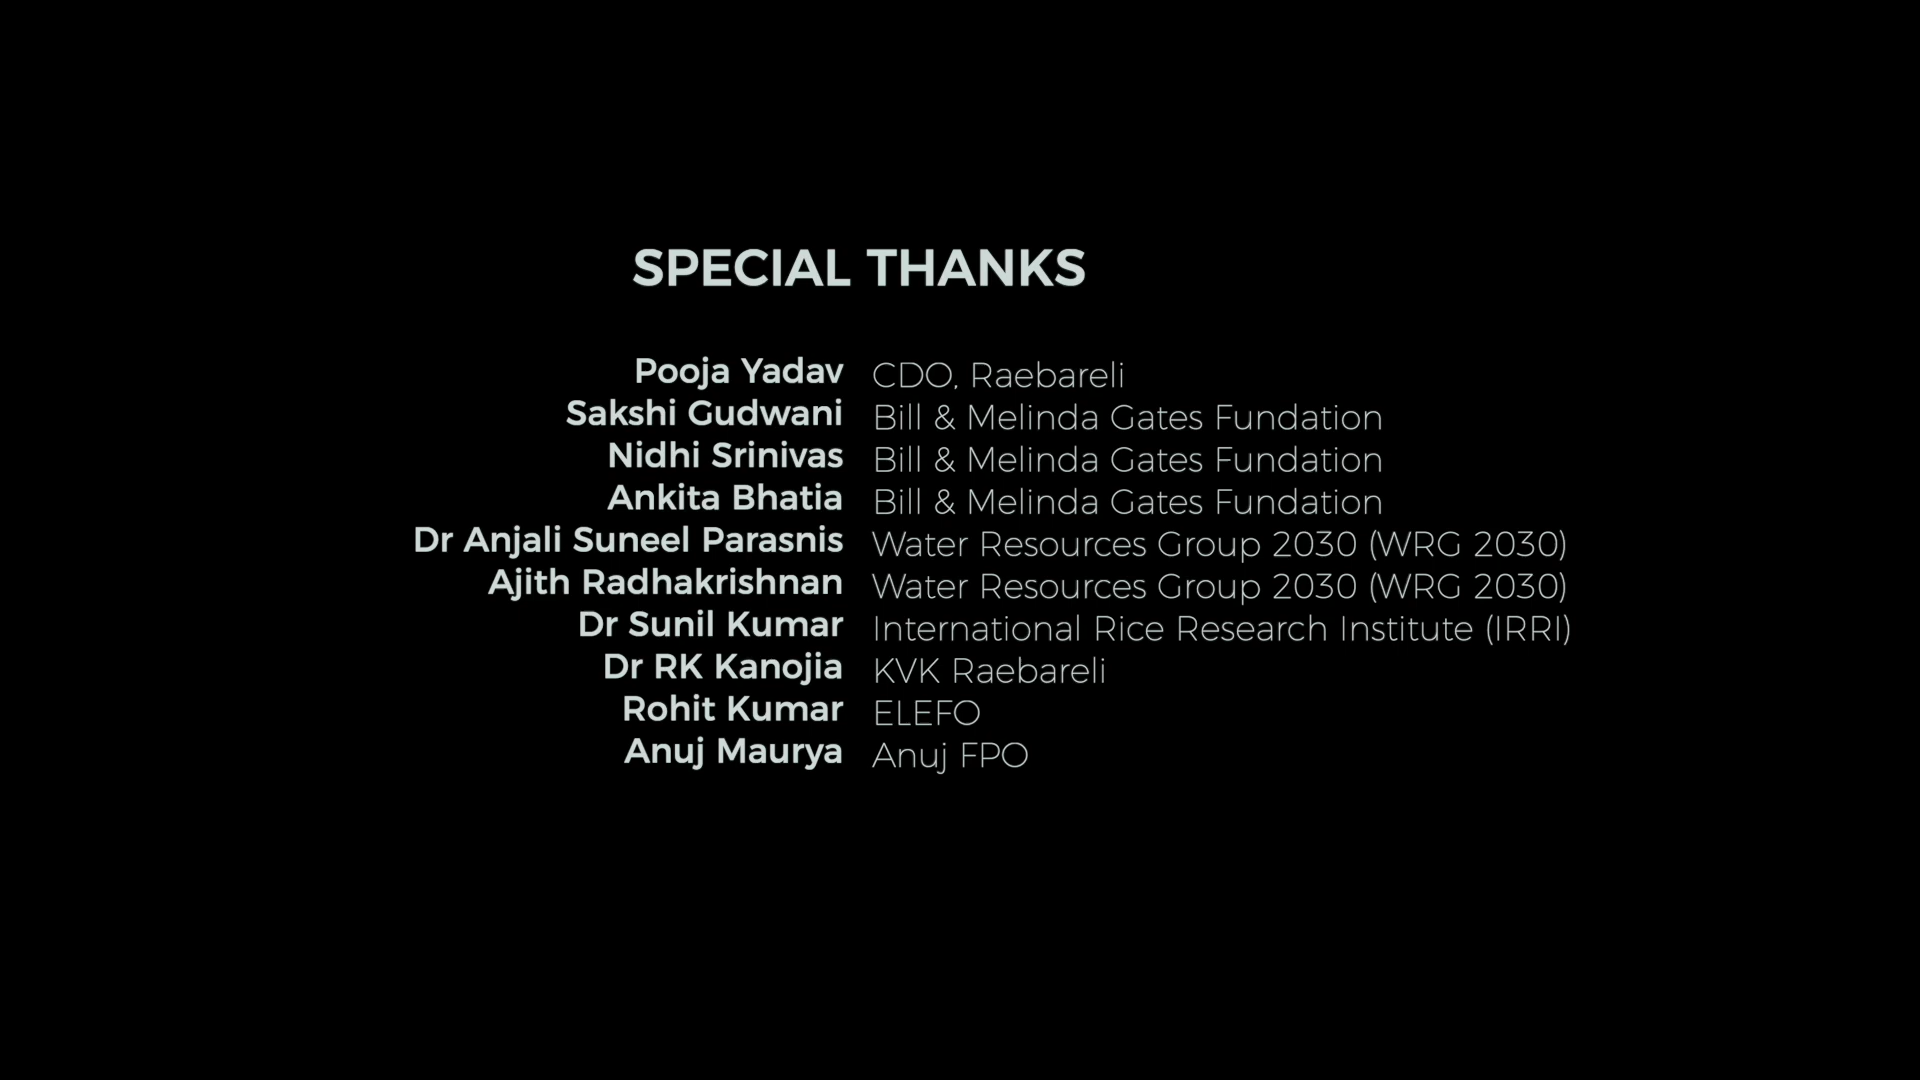 SPECIAL THANKS
Pooja Yadav CDO, Raebareli
Sakshi Gudwani Bill & Melinda Gates Fundation
Nidhi Srinivas Bill & Melinda Gates Fundation
Ankita Bhatia Bill & Melinda Gates Fundation
Dr Anjali Suneel Parasnis Water Resources Group 2030 (WRG 2030)
Ajith Radhakrishnan Water Resources Group 2030 (WRG 2030)
Dr Sunil Kumar International Rice Research Institute (IRRI)
Dr RK Kanojia KVK Raebareli
Rohit Kumar ELEFO
Anuj Maurya Anuj FPO